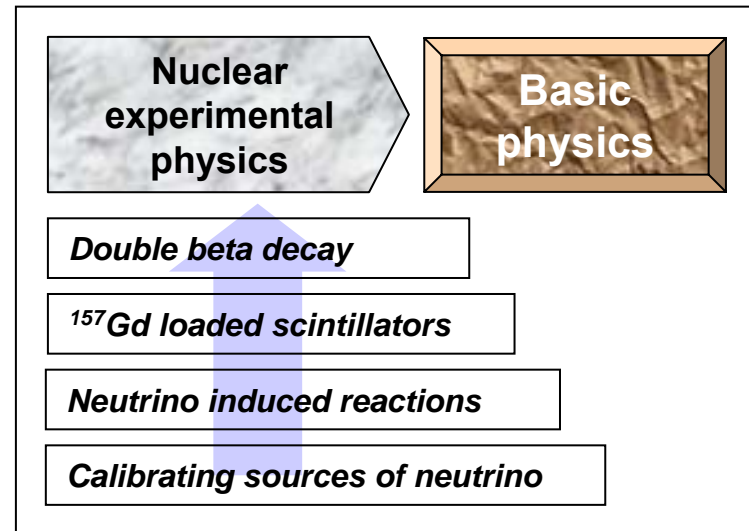 Nuclear
experimental
physics
Basic
physics
Double beta decay
¹⁵⁷Gd loaded scintillators
Neutrino induced reactions
Calibrating sources of neutrino